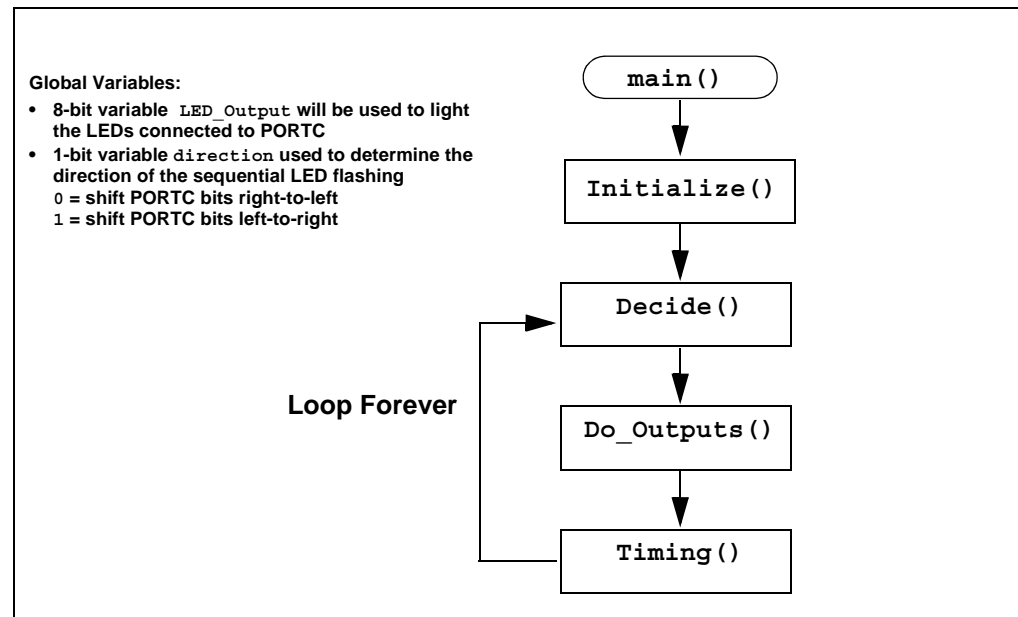 Global Variables:
• 8-bit variable LED_Output will be used to light
the LEDs connected to PORTC
• 1-bit variable direction used to determine the
direction of the sequential LED flashing
0 = shift PORTC bits right-to-left
1 = shift PORTC bits left-to-right
main()
Initialize()
Decide()
Loop Forever
Do_Outputs()
Timing()